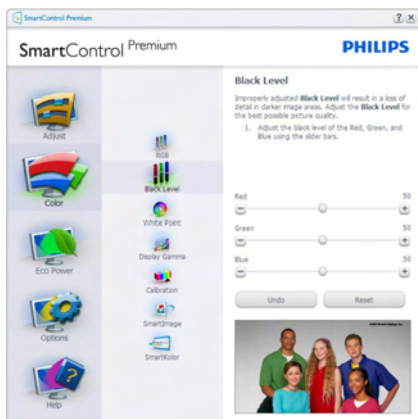 SmartControl Premium
SmartControl Premium
PHILIPS
Adjust
Color
Eco Power
Options
Help
RGB
Black Level
White Point
Display Gamma
Calibration
SmartImage
SmartKolor
Black Level
Improperly adjusted Black Level will result in a loss of
detail in darker image areas. Adjust the Black Level for
the best possible picture quality.
1. Adjust the black level of the Red, Green, and
Blue using the slider bars.
Red 50
Green 50
Blue 50
Undo Reset